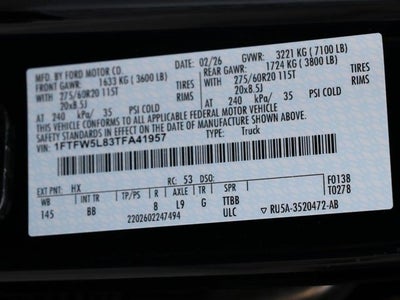 MFD. BY FORD MOTOR CO. 02/26 GVWR: 3221 KG (7100 LB)
FRONT GAWR: 1633 KG (3600 LB) REAR GAWR: 1724 KG (3800 LB)
WITH 275/60R20 115T TIRES WITH 275/60R20 115T TIRES
20x8.5J RIMS 20x8.5J RIMS
AT 240 kPa/ 35 PSI COLD AT 240 kPa/ 35 PSI COLD
THIS VEHICLE CONFORMS TO ALL APPLICABLE FEDERAL MOTOR VEHICLE
SAFETY STANDARDS IN EFFECT ON THE DATE OF MANUFACTURE SHOWN ABOVE.
VIN: 1FTFW5L83TFA41957 TYPE: Truck
EXT PNT: HX RC: 53 DSO: F0138
WB INT TR TP/PS R AXLE TR SPR T0278
145 BB 8 L9 G TTBB
2202602247494 ULC RU5A-3520472-AB